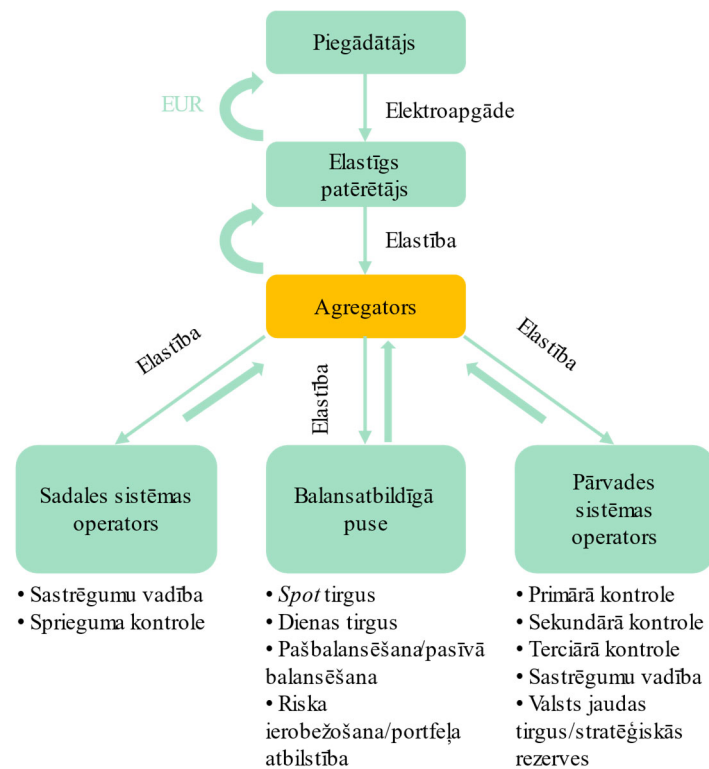 Piegādātājs
EUR
Elektroapgāde
Elastīgs
patērētājs
Elastība
Agregators
Elastība
Elastība
Elastība
Sadales sistēmas
operators
Balansatbildīgā
puse
Pārvades
sistēmas
operators
• Sastrēgumu vadība
• Sprieguma kontrole
• Spot tirgus
• Dienas tirgus
• Pašbalansēšana/pasīvā
balansēšana
• Riska
ierobežošana/portfeļa
atbilstība
• Primārā kontrole
• Sekundārā kontrole
• Terciārā kontrole
• Sastrēgumu vadība
• Valsts jaudas
tirgus/stratēģiskās
rezerves